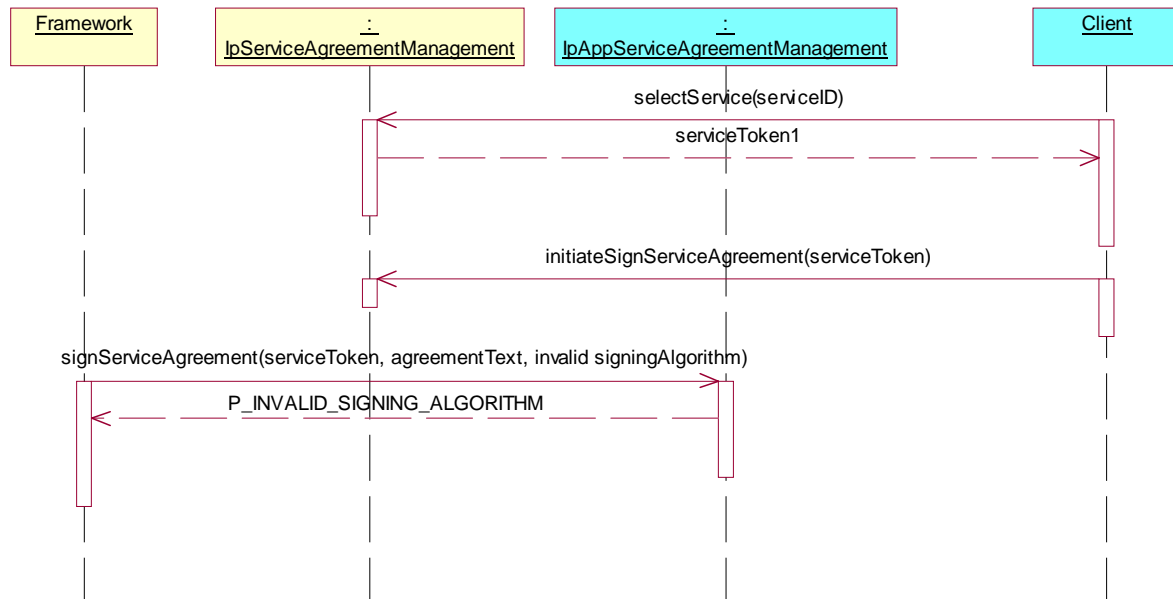 Framework
:
IpServiceAgreementManagement
:
IpAppServiceAgreementManagement
Client
selectService(serviceID)
serviceToken1
initiateSignServiceAgreement(serviceToken)
signServiceAgreement(serviceToken, agreementText, invalid signingAlgorithm)
P_INVALID_SIGNING_ALGORITHM